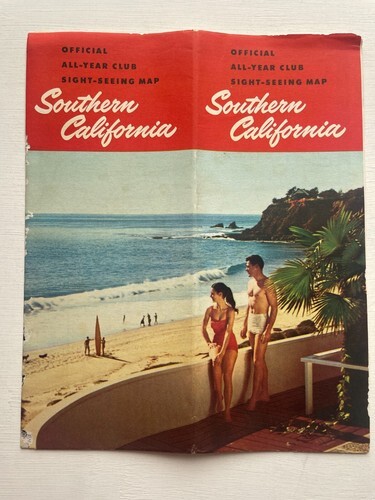 OFFICIAL
ALL-YEAR CLUB
SIGHT-SEEING MAP
Southern
California
OFFICIAL
ALL-YEAR CLUB
SIGHT-SEEING MAP
Southern
California